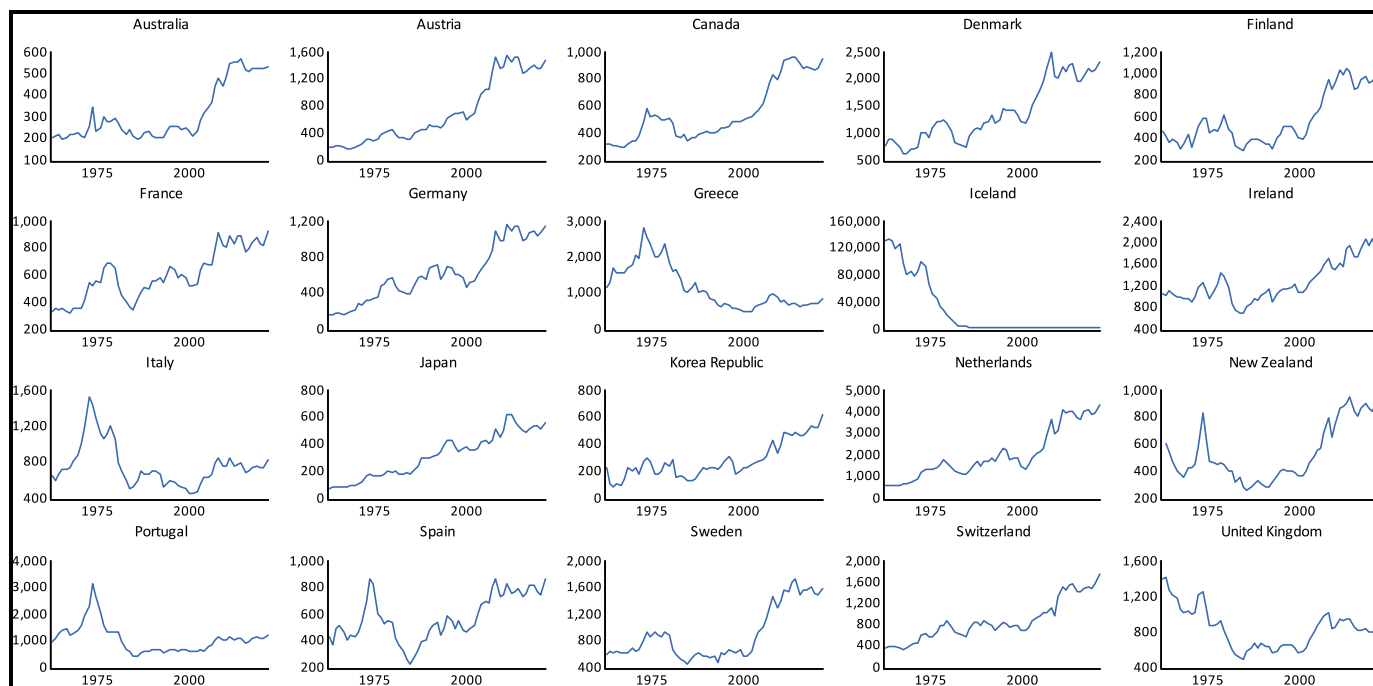 Australia Austria Canada Denmark Finland
600 1,600 1,000 2,500 1,200
500 1,200 800 2,000 1,000
400 800 600 1,500 800
300 400 400 1,000 600
200 0 200 500 400
100 200
1975 2000 1975 2000 1975 2000 1975 2000 1975 2000
France Germany Greece Iceland Ireland
1,000 1,200 3,000 160,000 2,400
800 800 2,000 120,000 2,000
600 400 1,000 80,000 1,600
400 0 0 40,000 1,200
200 0 800
400
1975 2000 1975 2000 1975 2000 1975 2000 1975 2000
Italy Japan Korea Republic Netherlands New Zealand
1,600 800 800 5,000 1,000
1,200 600 600 4,000 800
800 400 400 3,000 600
400 200 200 2,000 400
0 0 1,000 200
0
1975 2000 1975 2000 1975 2000 1975 2000 1975 2000
Portugal Spain Sweden Switzerland United Kingdom
4,000 1,000 2,000 2,000 1,600
3,000 800 1,600 1,600 1,200
2,000 600 1,200 1,200 800
1,000 400 800 800 400
0 200 400 400
0
1975 2000 1975 2000 1975 2000 1975 2000 1975 2000